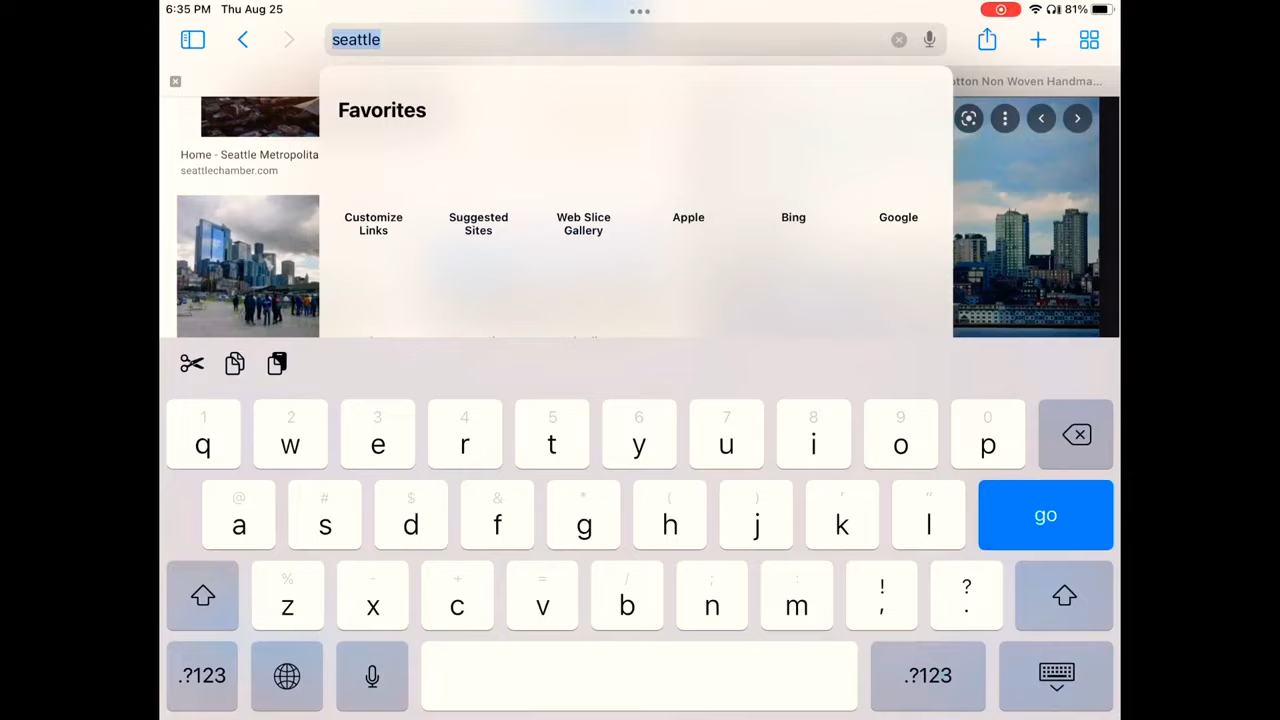 6:35 PM Thu Aug 25
81%
seattle
otton Non Woven Handma...
Favorites
Home - Seattle Metropolita
seattlechamber.com
Customize Links
Suggested Sites
Web Slice Gallery
Apple
Bing
Google
1 2 3 4 5 6 7 8 9 0
q w e r t y u i o p
@ # $ & * ( ) ' "
a s d f g h j k l go
% - + = / ; : ! ?
z x c v b n m , .
.?123 .?123